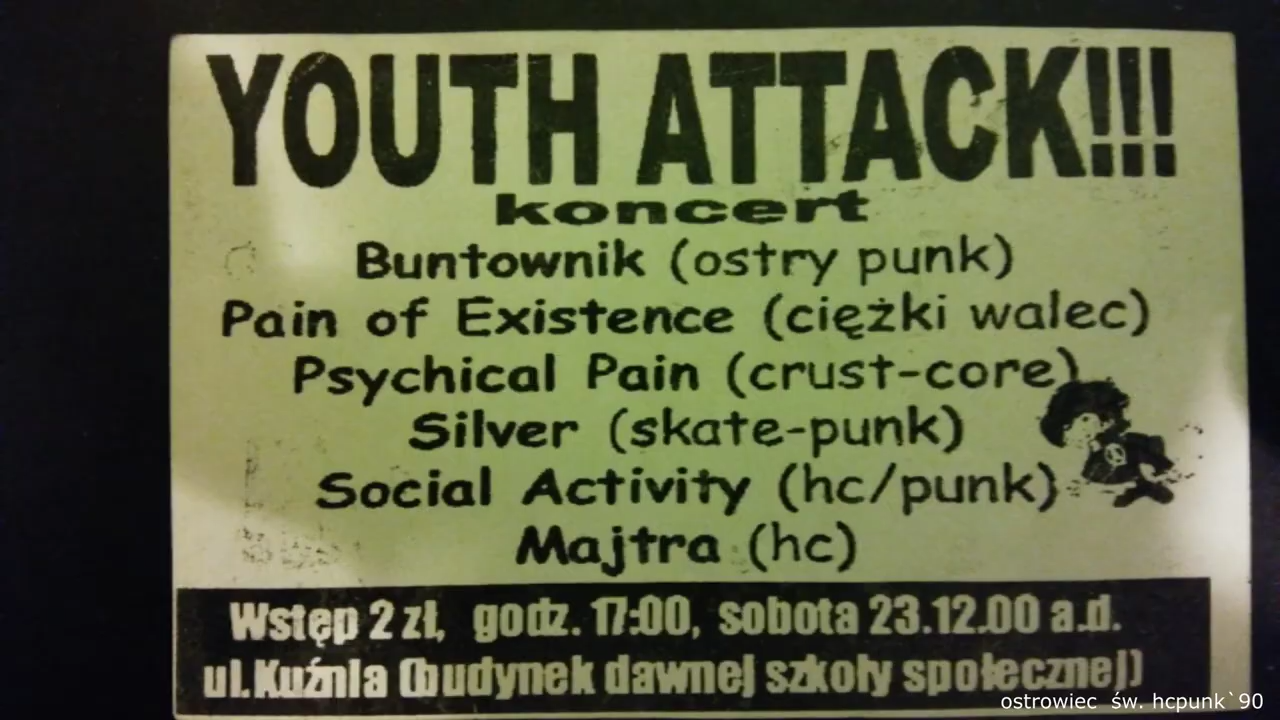 YOUTH ATTACK!!!
koncert
Buntownik (ostry punk)
Pain of Existence (ciężki walec)
Psychical Pain (crust-core)
Silver (skate-punk)
Social Activity (hc/punk)
Majtra (hc)
Wstęp 2 zł, godz. 17:00, sobota 23.12.00 a.d.
ul.Kuźnia (budynek dawnej szkoły społecznej)
ostrowiec św. hcpunk`90